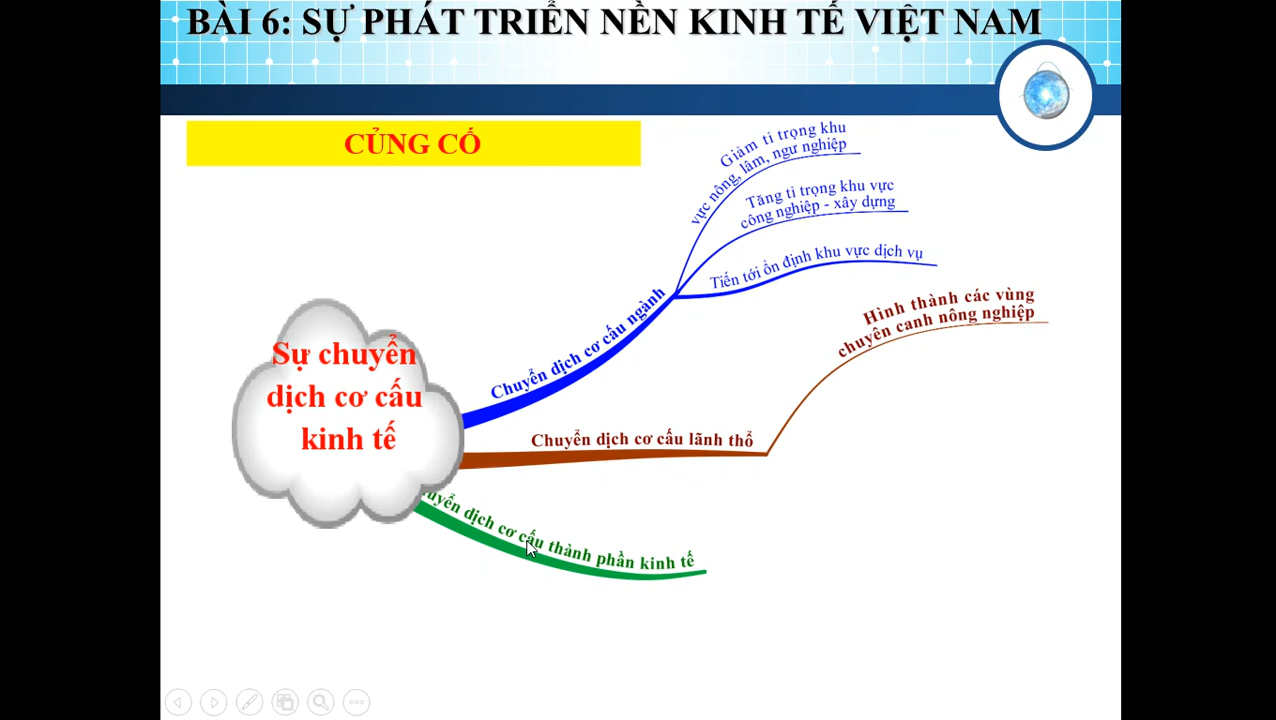 BÀI 6: SỰ PHÁT TRIỂN NỀN KINH TẾ VIỆT NAM
CỦNG CỐ
Giảm tỉ trọng khu
vực nông, lâm, ngư nghiệp
Tăng tỉ trọng khu vực
công nghiệp - xây dựng
Tiến tới ổn định khu vực dịch vụ
Chuyển dịch cơ cấu ngành
Hình thành các vùng
chuyên canh nông nghiệp
Sự chuyển
dịch cơ cấu
kinh tế
Chuyển dịch cơ cấu lãnh thổ
dịch cơ cấu thành phần kinh tế